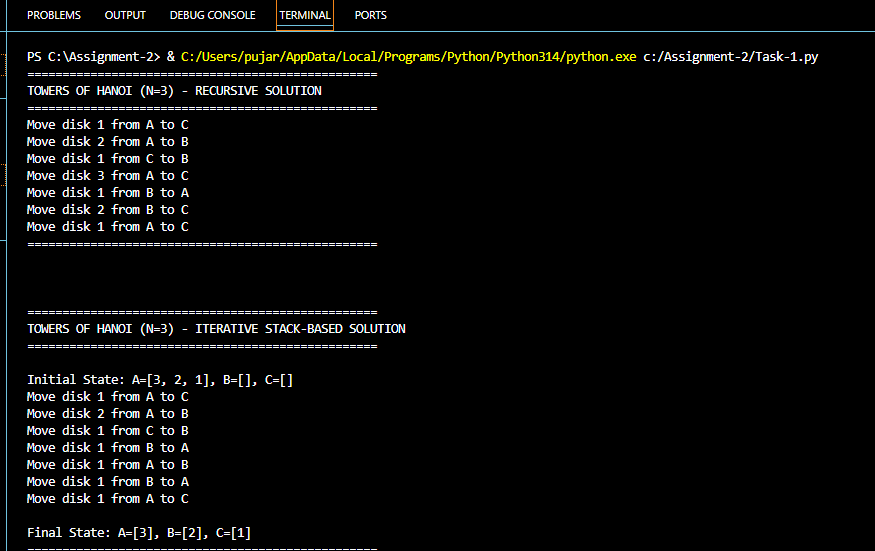 PROBLEMS OUTPUT DEBUG CONSOLE TERMINAL PORTS
PS C:\Assignment-2> & C:/Users/pujar/AppData/Local/Programs/Python/Python314/python.exe c:/Assignment-2/Task-1.py
==================================================
TOWERS OF HANOI (N=3) - RECURSIVE SOLUTION
==================================================
Move disk 1 from A to C
Move disk 2 from A to B
Move disk 1 from C to B
Move disk 3 from A to C
Move disk 1 from B to A
Move disk 2 from B to C
Move disk 1 from A to C
==================================================
==================================================
TOWERS OF HANOI (N=3) - ITERATIVE STACK-BASED SOLUTION
==================================================
Initial State: A=[3, 2, 1], B=[], C=[]
Move disk 1 from A to C
Move disk 2 from A to B
Move disk 1 from C to B
Move disk 1 from B to A
Move disk 1 from A to B
Move disk 1 from B to A
Move disk 1 from A to C
Final State: A=[3], B=[2], C=[1]
==================================================